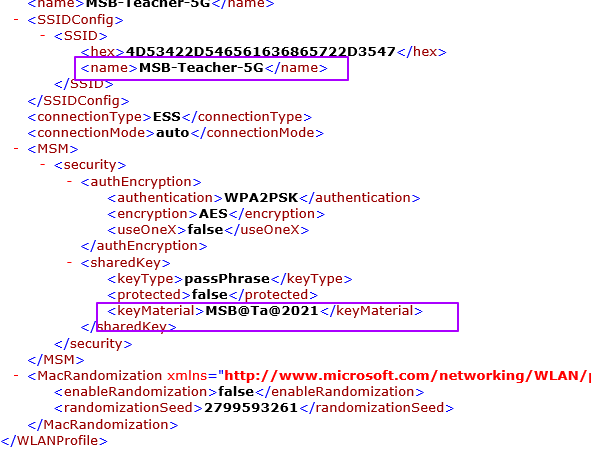 <name>MSB-Teacher-5G</name>
- <SSIDConfig>
- <SSID>
<hex>4D53422D546561636865722D3547</hex>
<name>MSB-Teacher-5G</name>
</SSID>
</SSIDConfig>
<connectionType>ESS</connectionType>
<connectionMode>auto</connectionMode>
- <MSM>
- <security>
- <authEncryption>
<authentication>WPA2PSK</authentication>
<encryption>AES</encryption>
<useOneX>false</useOneX>
</authEncryption>
- <sharedKey>
<keyType>passPhrase</keyType>
<protected>false</protected>
<keyMaterial>MSB@Ta@2021</keyMaterial>
</sharedKey>
</security>
</MSM>
- <MacRandomization xmlns="http://www.microsoft.com/networking/WLAN/
<enableRandomization>false</enableRandomization>
<randomizationSeed>2799593261</randomizationSeed>
</MacRandomization>
</WLANProfile>